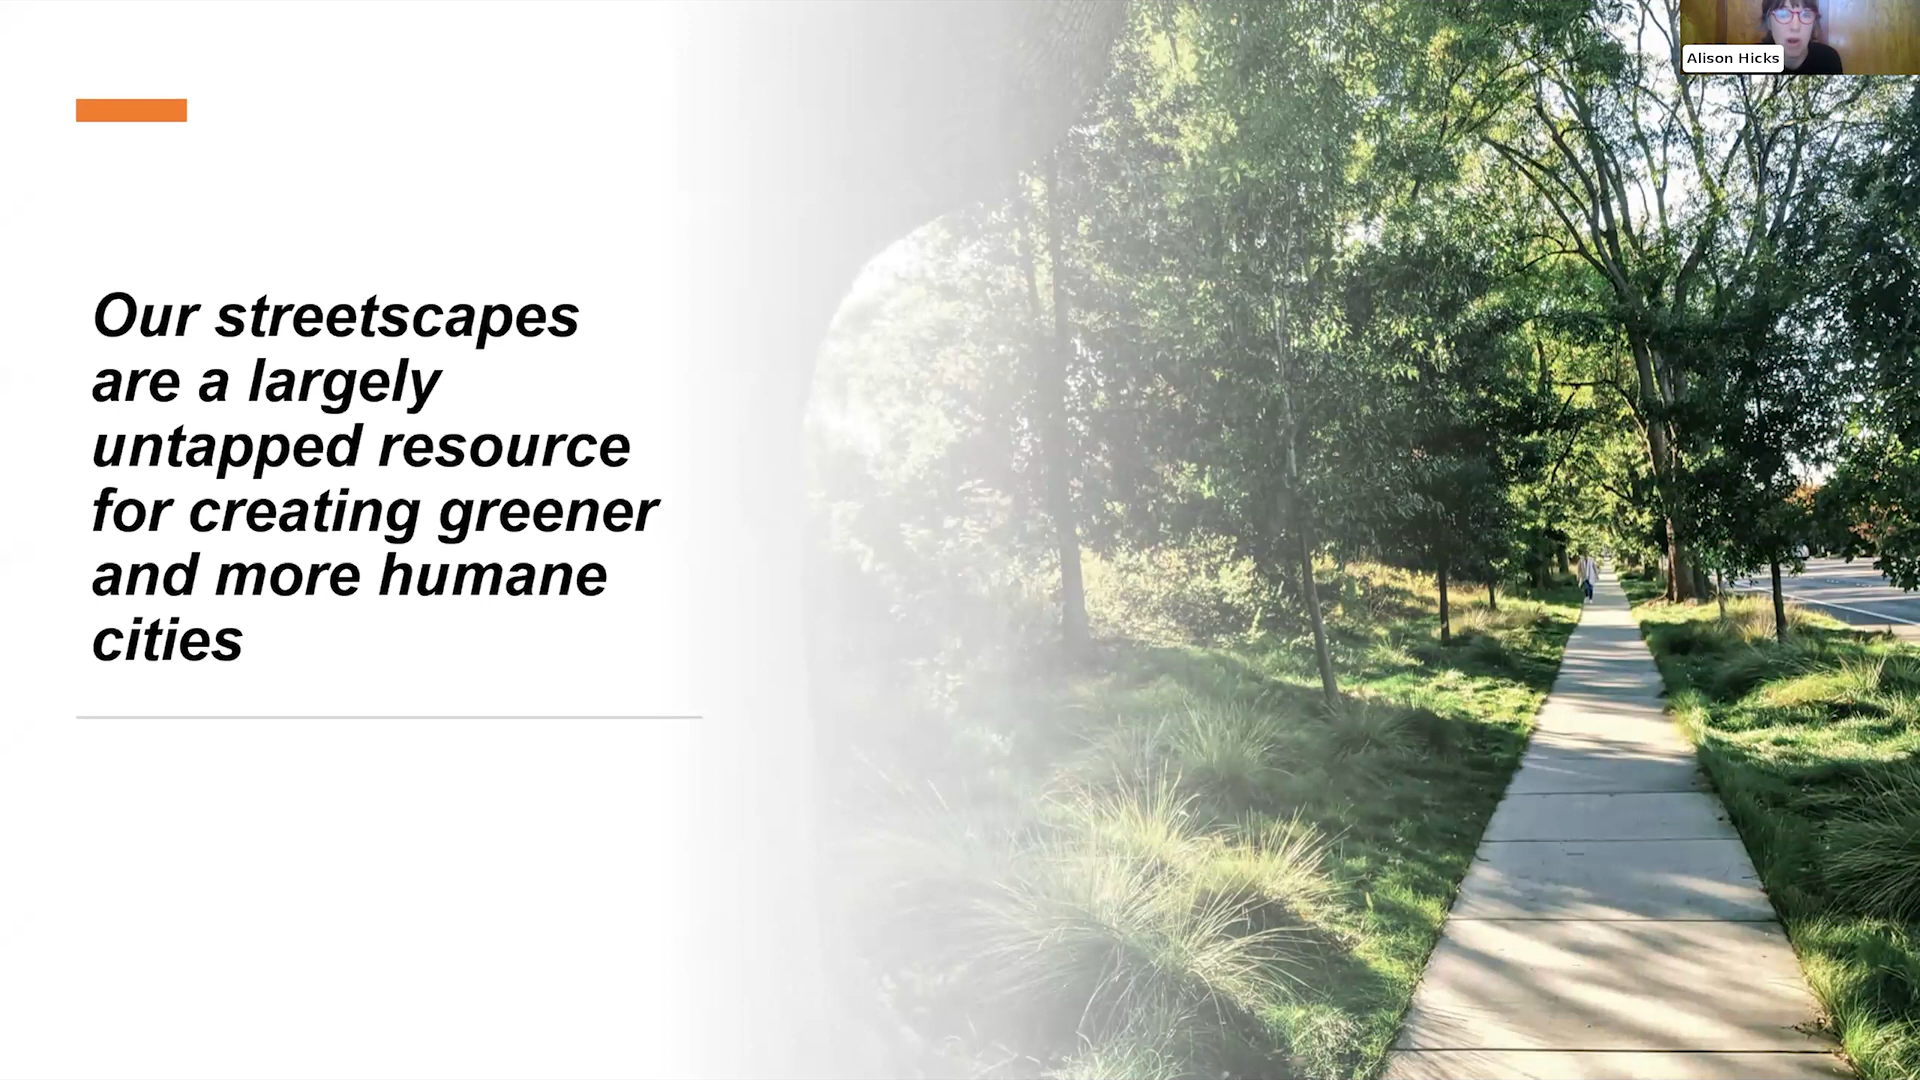 Alison Hicks
Our streetscapes
are a largely
untapped resource
for creating greener
and more humane
cities